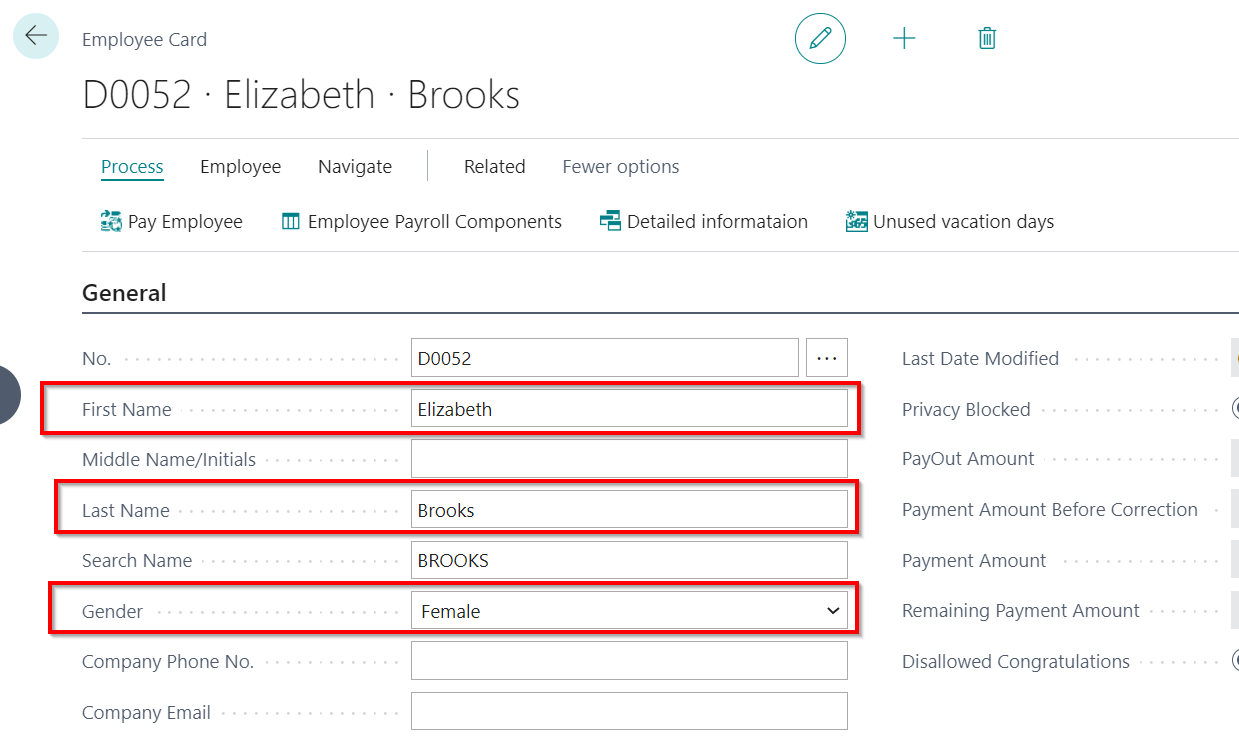 Employee Card
D0052 · Elizabeth · Brooks
Process Employee Navigate Related Fewer options
Pay Employee Employee Payroll Components Detailed informataion Unused vacation days
General
No. D0052 ...
First Name Elizabeth
Middle Name/Initials
Last Name Brooks
Search Name BROOKS
Gender Female
Company Phone No.
Company Email
Last Date Modified
Privacy Blocked
PayOut Amount
Payment Amount Before Correction
Payment Amount
Remaining Payment Amount
Disallowed Congratulations